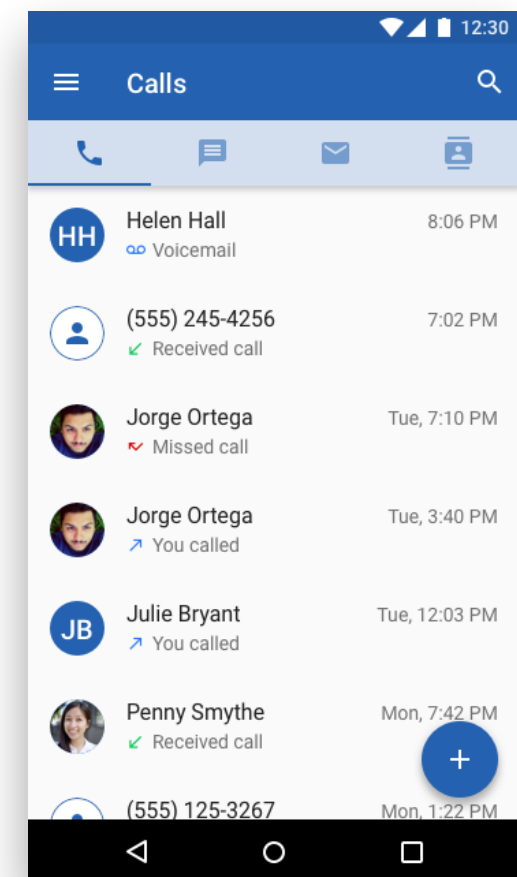 12:30
Calls
HH
Helen Hall
8:06 PM
Voicemail
(555) 245-4256
7:02 PM
Received call
Jorge Ortega
Tue, 7:10 PM
Missed call
Jorge Ortega
Tue, 3:40 PM
You called
JB
Julie Bryant
Tue, 12:03 PM
You called
Penny Smythe
Mon, 7:42 PM
Received call
+
(555) 125-3267
Mon, 1:22 PM